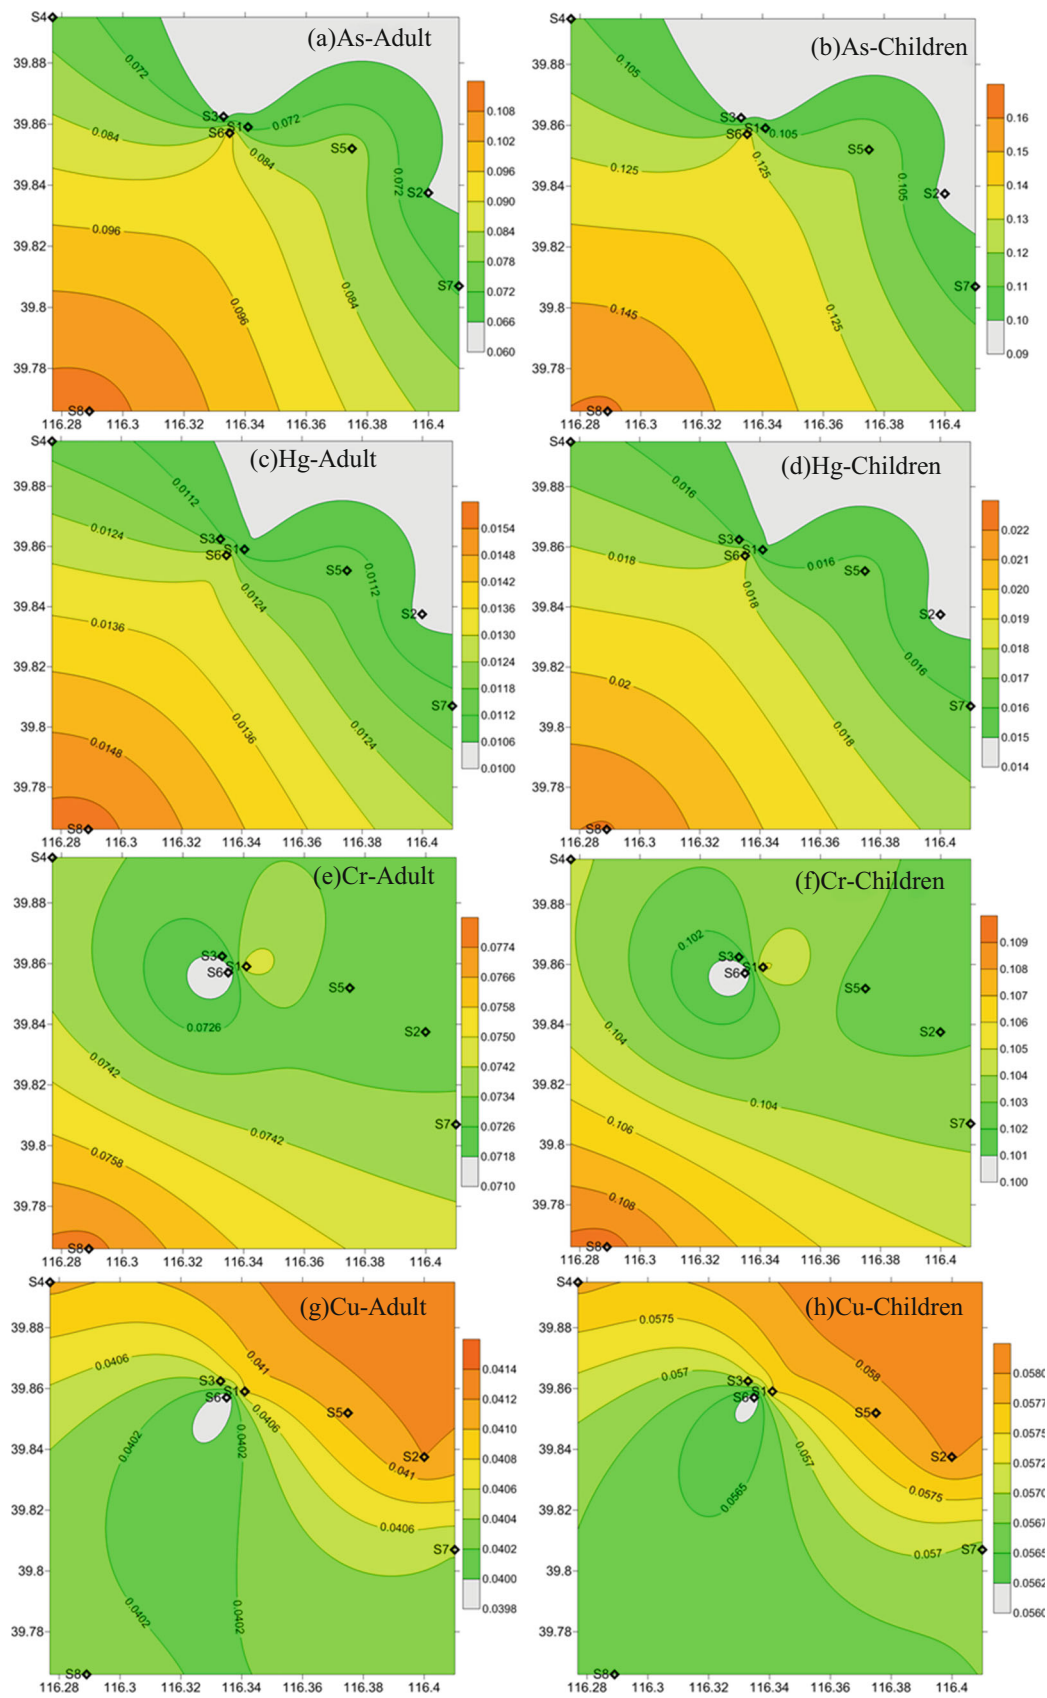 (a)As-Adult
S4
39.88
39.86
39.84
39.82
39.8
39.78
0.072
0.084
0.096
0.072
0.084
0.072
0.084
0.096
S3
S1
S6
S5
S2
S7
S8
116.28 116.3 116.32 116.34 116.36 116.38 116.4
0.108
0.102
0.096
0.090
0.084
0.078
0.072
0.066
0.060
(b)As-Children
S4
39.88
39.86
39.84
39.82
39.8
39.78
0.105
0.125
0.145
0.105
0.125
0.105
0.125
S3
S1
S6
S5
S2
S7
S8
116.28 116.3 116.32 116.34 116.36 116.38 116.4
0.16
0.15
0.14
0.13
0.12
0.11
0.10
0.09
(c)Hg-Adult
S4
39.88
39.86
39.84
39.82
39.8
39.78
0.0112
0.0124
0.0136
0.0148
0.0112
0.0124
0.0136
0.0124
S3
S1
S6
S5
S2
S7
S8
116.28 116.3 116.32 116.34 116.36 116.38 116.4
0.0154
0.0148
0.0142
0.0136
0.0130
0.0124
0.0118
0.0112
0.0106
0.0100
(d)Hg-Children
S4
39.88
39.86
39.84
39.82
39.8
39.78
0.016
0.018
0.02
0.016
0.018
0.016
0.018
S3
S1
S6
S5
S2
S7
S8
116.28 116.3 116.32 116.34 116.36 116.38 116.4
0.022
0.021
0.020
0.019
0.018
0.017
0.016
0.015
0.014
(e)Cr-Adult
S4
39.88
39.86
39.84
39.82
39.8
39.78
0.0726
0.0742
0.0742
0.0758
S3
S1
S6
S5
S2
S7
S8
116.28 116.3 116.32 116.34 116.36 116.38 116.4
0.0774
0.0766
0.0758
0.0750
0.0742
0.0734
0.0726
0.0718
0.0710
(f)Cr-Children
S4
39.88
39.86
39.84
39.82
39.8
39.78
0.102
0.104
0.104
0.106
0.108
S3
S1
S6
S5
S2
S7
S8
116.28 116.3 116.32 116.34 116.36 116.38 116.4
0.109
0.108
0.107
0.106
0.105
0.104
0.103
0.102
0.101
0.100
(g)Cu-Adult
S4
39.88
39.86
39.84
39.82
39.8
39.78
0.0406
0.041
0.0406
0.0402
0.0402
0.041
0.0406
0.0402
0.0402
S3
S1
S6
S5
S2
S7
S8
116.28 116.3 116.32 116.34 116.36 116.38 116.4
0.0414
0.0412
0.0410
0.0408
0.0406
0.0404
0.0402
0.0400
0.0398
(h)Cu-Children
S4
39.88
39.86
39.84
39.82
39.8
39.78
0.0575
0.057
0.058
0.057
0.0565
0.0575
0.057
S3
S1
S6
S5
S2
S7
S8
116.28 116.3 116.32 116.34 116.36 116.38 116.4
0.0580
0.0577
0.0575
0.0572
0.0570
0.0567
0.0565
0.0562
0.0560